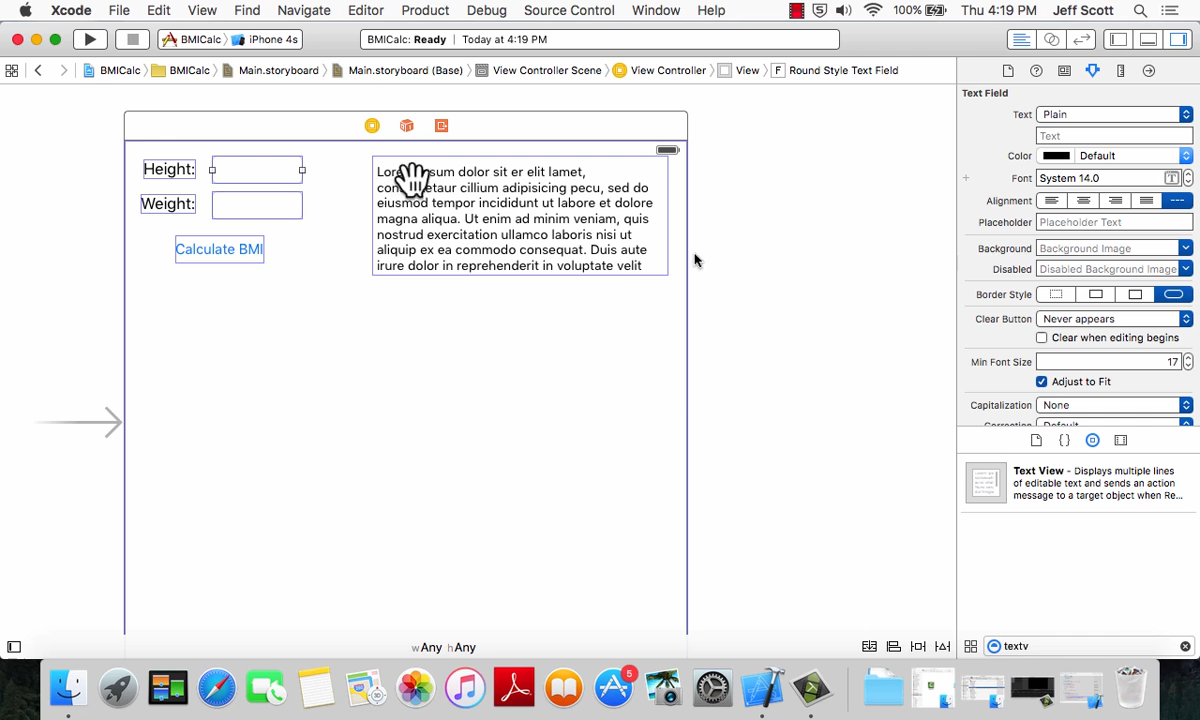 Xcode File Edit View Find Navigate Editor Product Debug Source Control Window Help 5 100% Thu 4:19 PM Jeff Scott
BMICalc iPhone 4s BMICalc: Ready | Today at 4:19 PM
BMICalc BMICalc Main.storyboard Main.storyboard (Base) View Controller Scene View Controller View F Round Style Text Field
Height:
Weight:
Calculate BMI
sum dolor sit er elit lamet,
taur cillium adipisicing pecu, sed do
eiusmod tempor incididunt ut labore et dolore
magna aliqua. Ut enim ad minim veniam, quis
nostrud exercitation ullamco laboris nisi ut
aliquip ex ea commodo consequat. Duis aute
irure dolor in reprehenderit in voluptate velit
wAny hAny
Text Field
Text Plain
Text
Color Default
Font System 14.0 T
Alignment
Placeholder Placeholder Text
Background Background Image
Disabled Disabled Background Image
Border Style
Clear Button Never appears
Clear when editing begins
Min Font Size 17
Adjust to Fit
Capitalization None
Correction Default
{}
Text View - Displays multiple lines
of editable text and sends an action
message to a target object when Re...
textv
5